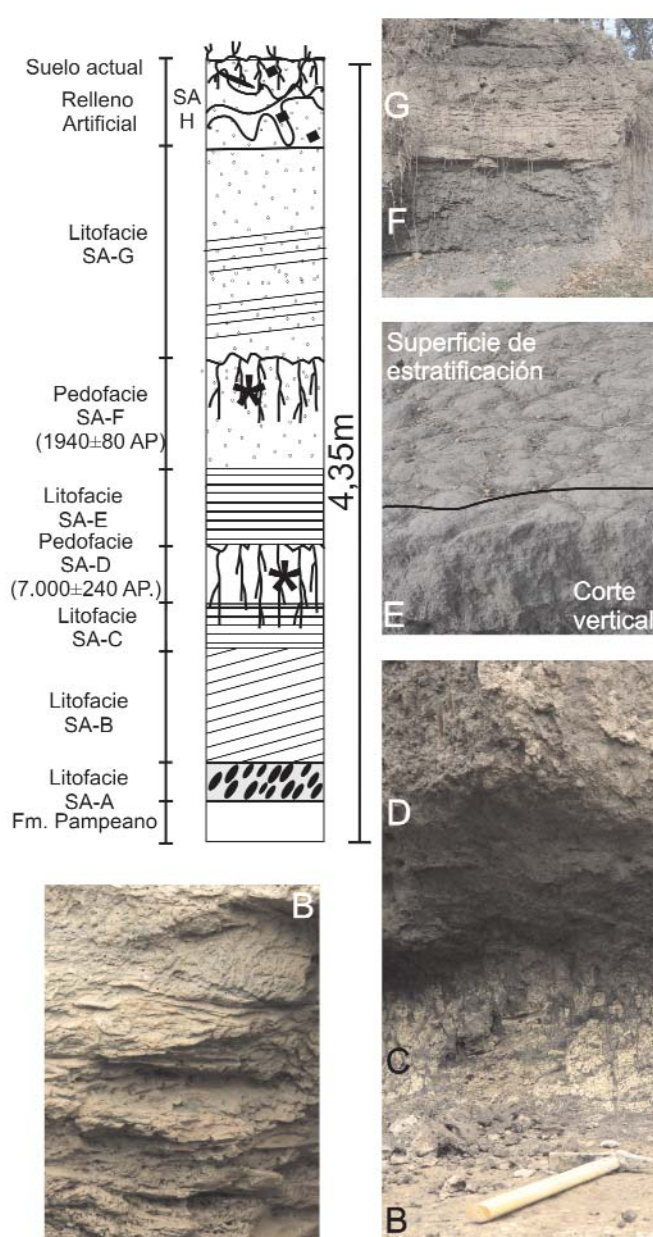 Suelo actual
Relleno
Artificial
SA
H
Litofacie
SA-G
Pedofacie
SA-F
(1940±80 AP)
Litofacie
SA-E
Pedofacie
SA-D
(7.000±240 AP.)
Litofacie
SA-C
Litofacie
SA-B
Litofacie
SA-A
Fm. Pampeano
4,35m
G
F
Superficie de
estratificación
Corte
vertical
E
D
C
B
B